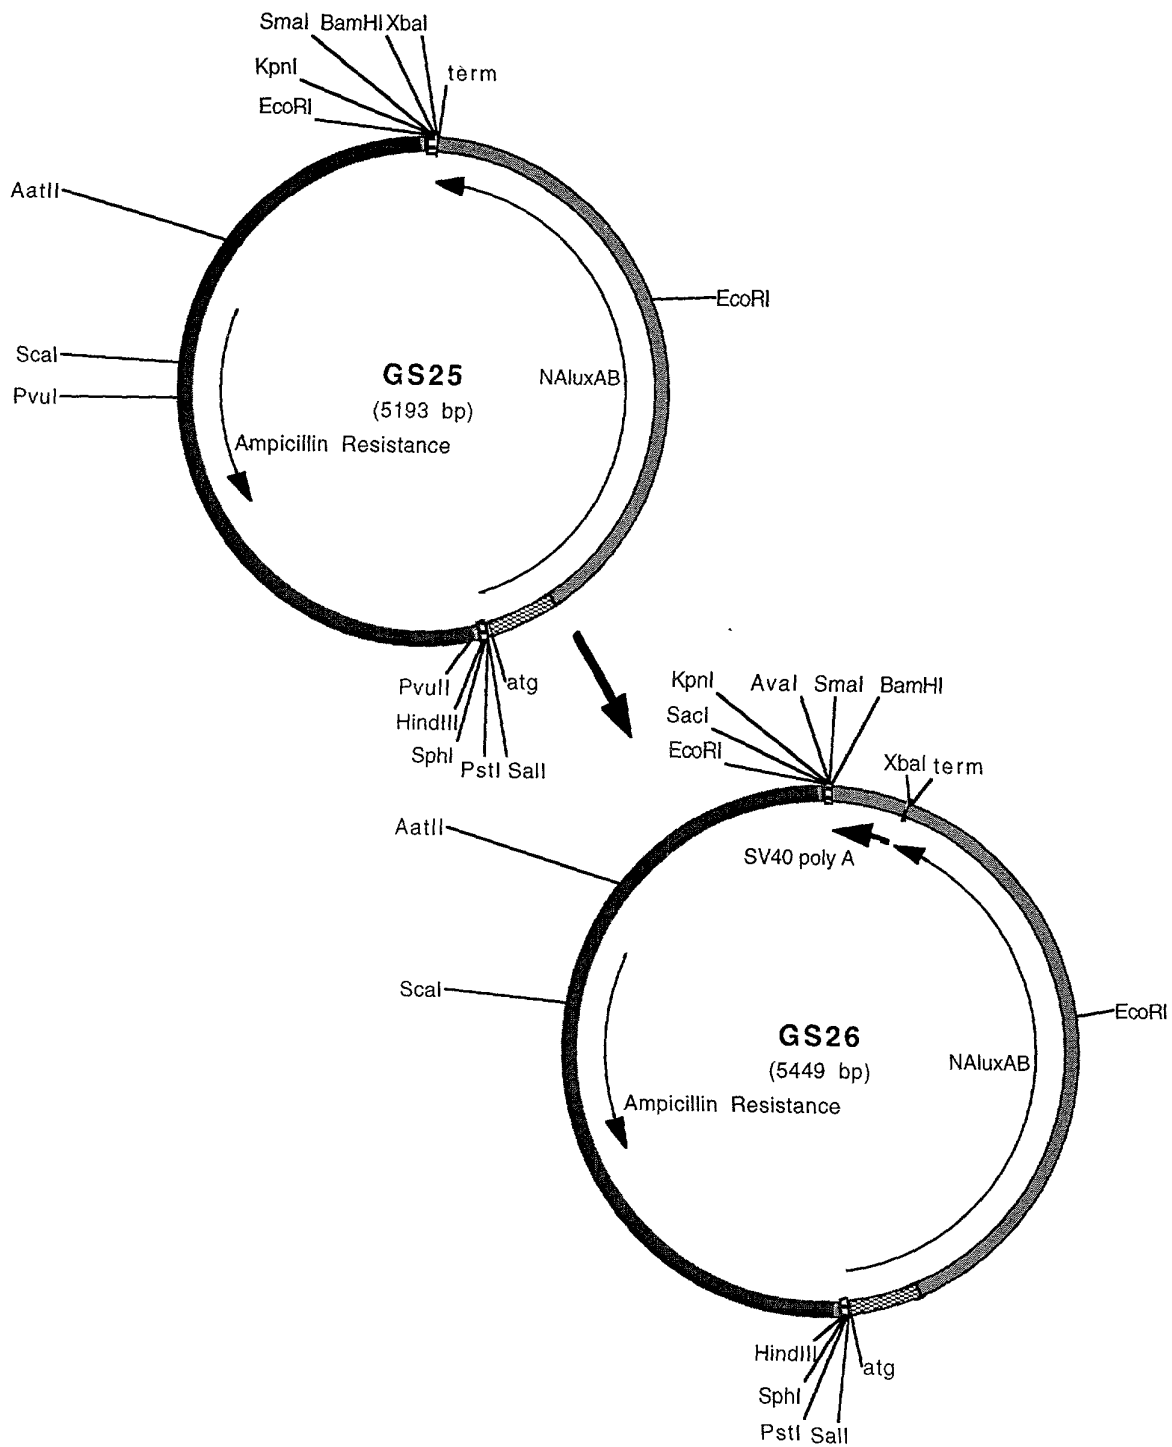 SmaI BamHI XbaI
KpnI
tèrm
EcoRI
AatII
EcoRI
ScaI
PvuI
GS25
(5193 bp)
NAluxAB
Ampicillin Resistance
PvuII
atg
HindIII
SphI
PstI SalI
KpnI
AvaI SmaI BamHI
SacI
EcoRI
XbaI term
AatII
SV40 poly A
ScaI
EcoRI
GS26
(5449 bp)
NAluxAB
Ampicillin Resistance
HindIII
atg
SphI
PstI SalI